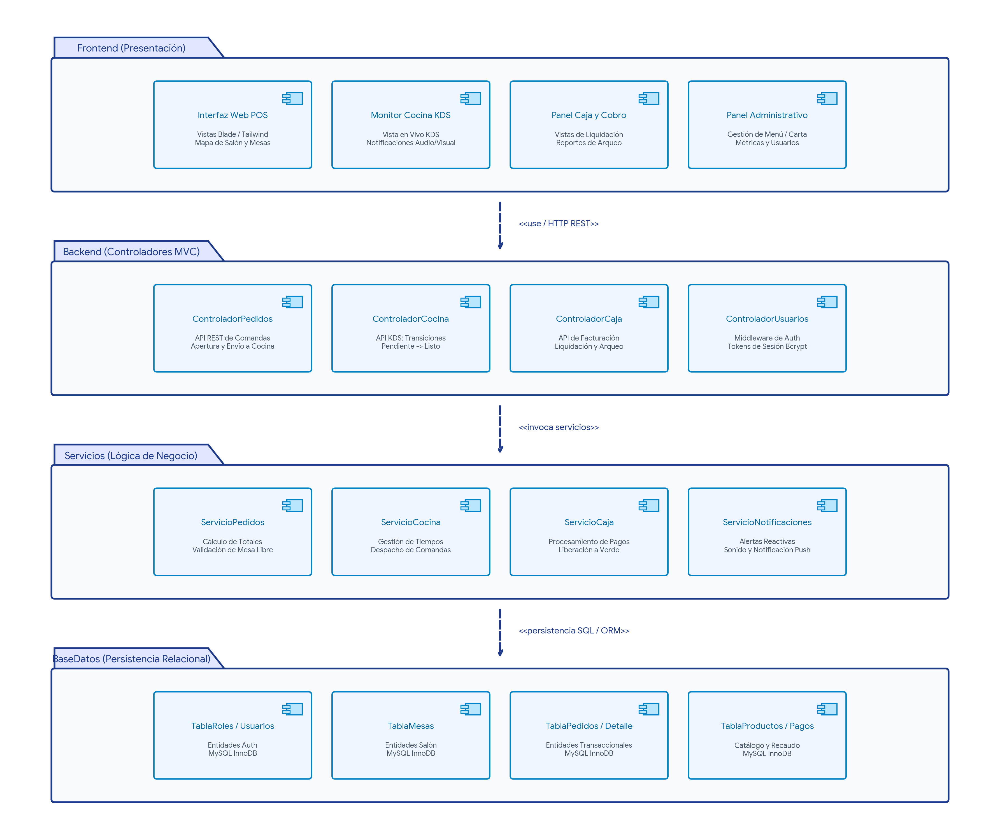 Frontend (Presentación)
Interfaz Web POS
Vistas Blade / Tailwind
Mapa de Salón y Mesas
Monitor Cocina KDS
Vista en Vivo KDS
Notificaciones Audio/Visual
Panel Caja y Cobro
Vistas de Liquidación
Reportes de Arqueo
Panel Administrativo
Gestión de Menú / Carta
Métricas y Usuarios
<<use / HTTP REST>>
Backend (Controladores MVC)
ControladorPedidos
API REST de Comandas
Apertura y Envío a Cocina
ControladorCocina
API KDS: Transiciones
Pendiente -> Listo
ControladorCaja
API de Facturación
Liquidación y Arqueo
ControladorUsuarios
Middleware de Auth
Tokens de Sesión Bcrypt
<<invoca servicios>>
Servicios (Lógica de Negocio)
ServicioPedidos
Cálculo de Totales
Validación de Mesa Libre
ServicioCocina
Gestión de Tiempos
Despacho de Comandas
ServicioCaja
Procesamiento de Pagos
Liberación a Verde
ServicioNotificaciones
Alertas Reactivas
Sonido y Notificación Push
<<persistencia SQL / ORM>>
BaseDatos (Persistencia Relacional)
TablaRoles / Usuarios
Entidades Auth
MySQL InnoDB
TablaMesas
Entidades Salón
MySQL InnoDB
TablaPedidos / Detalle
Entidades Transaccionales
MySQL InnoDB
TablaProductos / Pagos
Catálogo y Recaudo
MySQL InnoDB